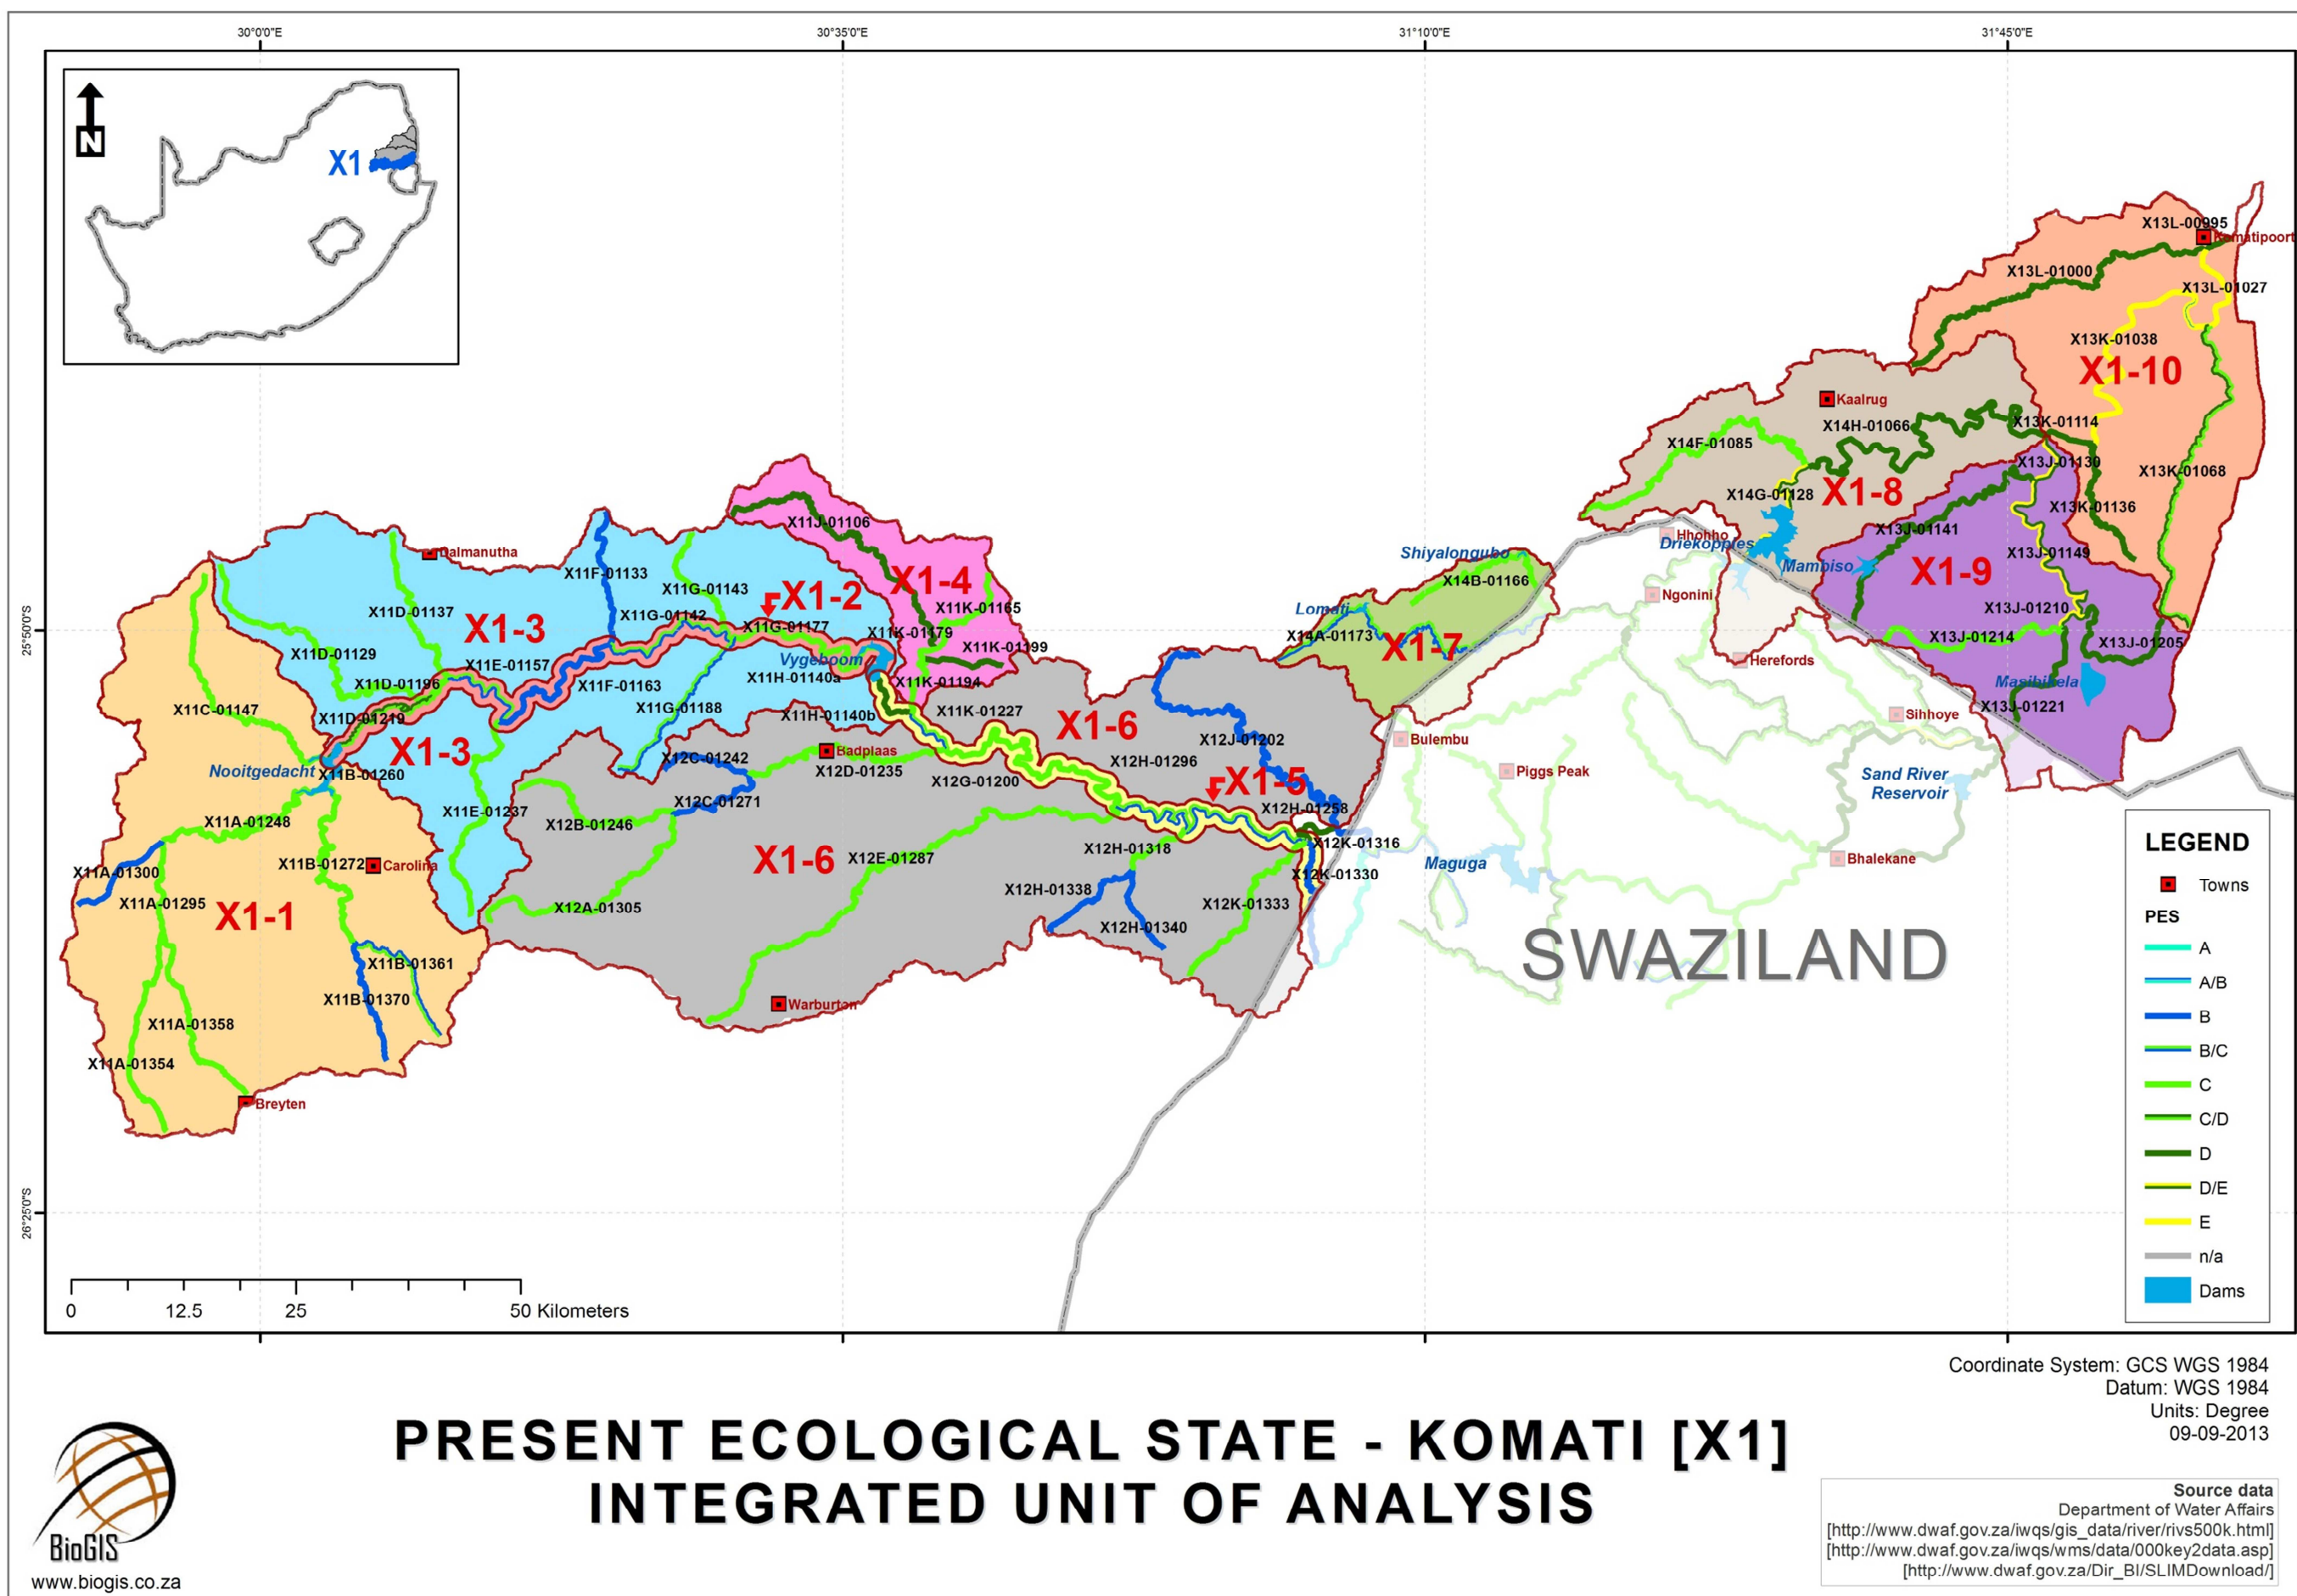 30°0'0"E
30°35'0"E
31°10'0"E
31°45'0"E
25°50'0"S
26°25'0"S
N
X1
X13L-00995
Komatipoort
X13L-01000
X13L-01027
X13K-01038
X1-10
Kaalrug
X14H-01066
X13K-01114
X14F-01085
X13J-01130
X13K-01068
X14G-01128
X1-8
X13K-01136
X13J-01141
Hhohho
Driekoppies
X13J-01149
Mambiso
X1-9
Shiyalongubo
X14B-01166
Ngonini
X13J-01210
Lomati
X14A-01173
X1-7
X13J-01214
X13J-01205
Herefords
Masibikela
X13J-01221
Sihhoye
X11J-01106
Dalmanutha
X11F-01133
X11G-01143
X1-2
X1-4
X11D-01137
X1-3
X11G-01142
X11K-01165
X11G-01177
X11K-01179
X11K-01199
X11D-01129
X11E-01157
Vygeboom
X11H-01140a
X11D-01196
X11F-01163
X11K-01194
X11C-01147
X11D-01219
X11G-01188
X11H-01140b
X11K-01227
X1-6
X1-3
X12J-01202
Bulembu
X12C-01242
Badplaas
X12H-01296
Nooitgedacht
X11B-01260
X12D-01235
X12G-01200
X1-5
Piggs Peak
Sand River
Reservoir
X12C-01271
X12H-01258
X11A-01248
X11E-01237
X12B-01246
X12K-01316
X1-6
X12E-01287
X12H-01318
Maguga
Bhalekane
X11B-01272
Carolina
X11A-01300
X12K-01330
X11A-01295
X12H-01338
X1-1
X12A-01305
X12K-01333
X12H-01340
SWAZILAND
X11B-01361
X11B-01370
Warburton
X11A-01358
X11A-01354
Breyten
LEGEND
Towns
PES
A
A/B
B
B/C
C
C/D
D
D/E
E
n/a
Dams
0 12.5 25 50 Kilometers
Coordinate System: GCS WGS 1984
Datum: WGS 1984
Units: Degree
09-09-2013
PRESENT ECOLOGICAL STATE - KOMATI [X1]
INTEGRATED UNIT OF ANALYSIS
Source data
Department of Water Affairs
[http://www.dwaf.gov.za/iwqs/gis_data/river/rivs500k.html]
[http://www.dwaf.gov.za/iwqs/wms/data/000key2data.asp]
[http://www.dwaf.gov.za/Dir_BI/SLIMDownload/]
BioGIS
www.biogis.co.za